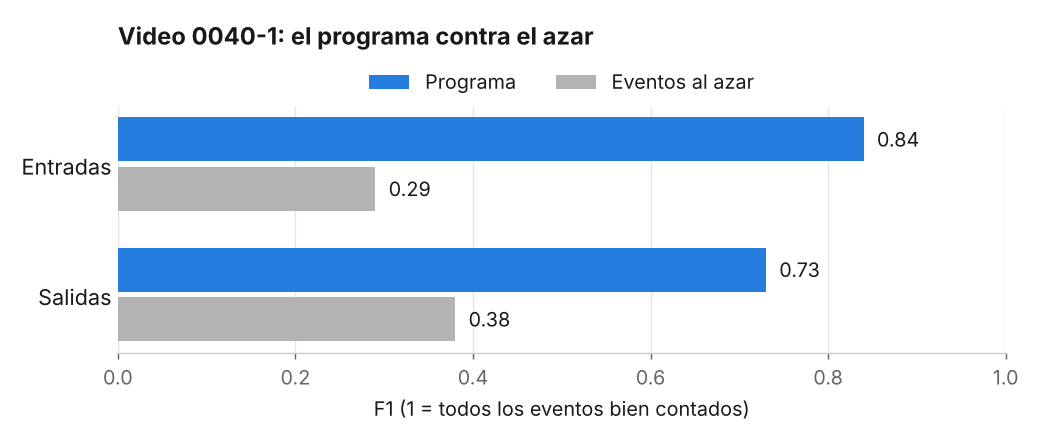 Video 0040-1: el programa contra el azar
Programa
Eventos al azar
Entradas
0.84
0.29
Salidas
0.73
0.38
0.0 0.2 0.4 0.6 0.8 1.0
F1 (1 = todos los eventos bien contados)